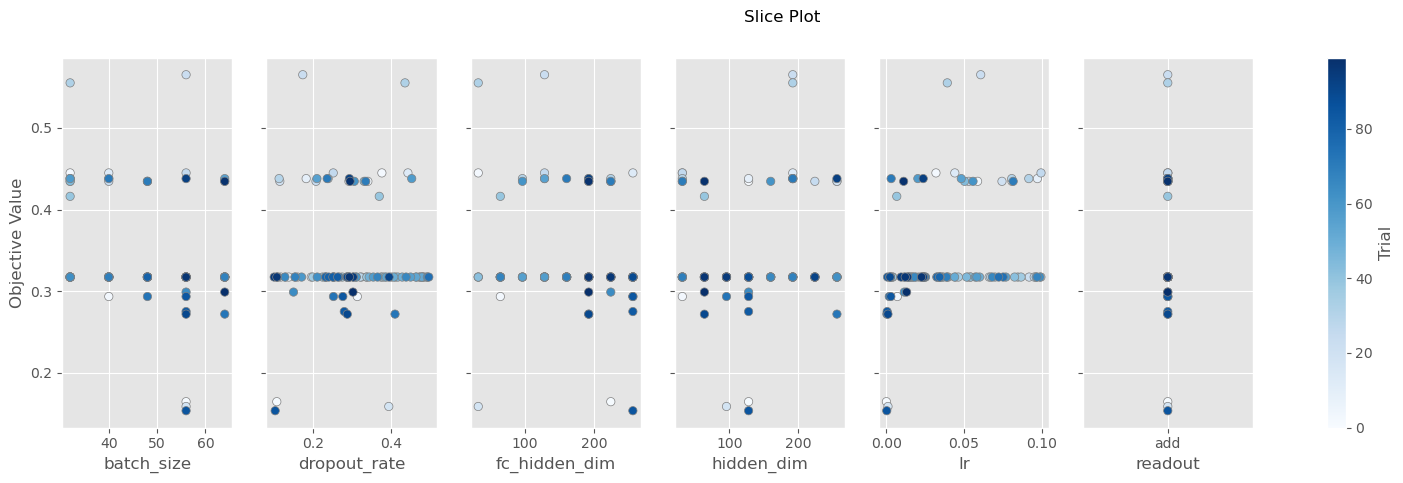 Slice Plot
Objective Value
0.5
0.4
0.3
0.2
40 60
50
batch_size
0.2 0.4
dropout_rate
100 200
fc_hidden_dim
100 200
hidden_dim
0.00 0.05 0.10
lr
add
readout
80
60
40
20
0
Trial